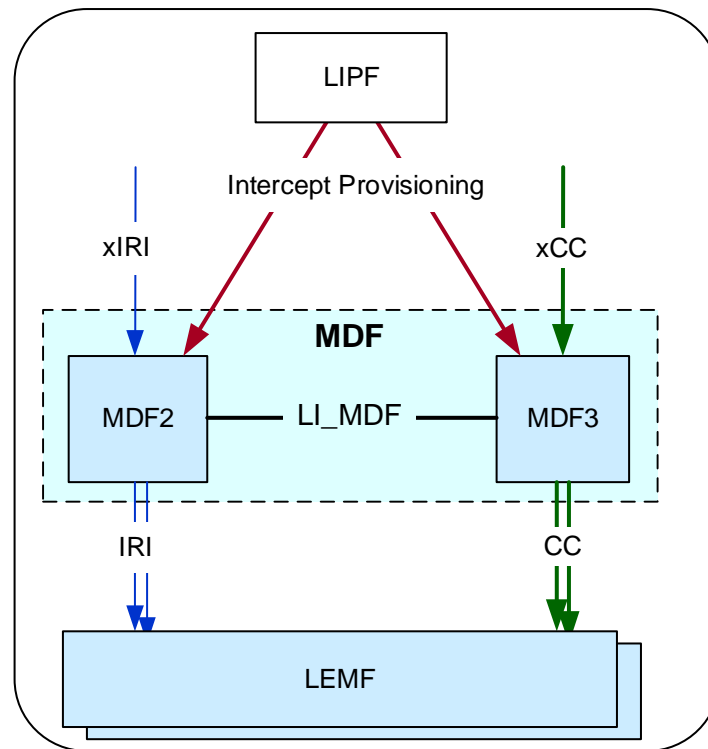 LIPF
Intercept Provisioning
xIRI
xCC
MDF
MDF2
LI_MDF
MDF3
IRI
CC
LEMF